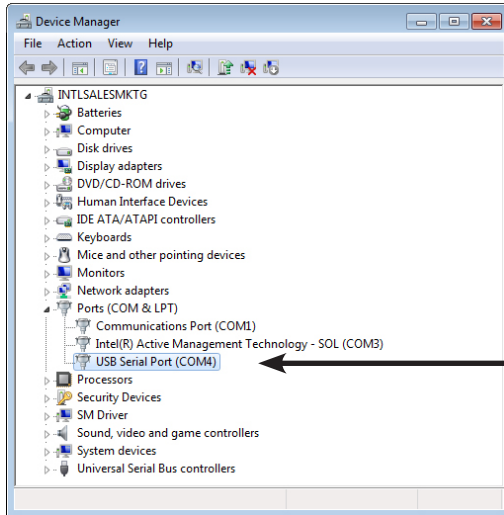 Device Manager
File Action View Help
INTLSALESMKTG
Batteries
Computer
Disk drives
Display adapters
DVD/CD-ROM drives
Human Interface Devices
IDE ATA/ATAPI controllers
Keyboards
Mice and other pointing devices
Monitors
Network adapters
Ports (COM & LPT)
Communications Port (COM1)
Intel(R) Active Management Technology - SOL (COM3)
USB Serial Port (COM4)
Processors
Security Devices
SM Driver
Sound, video and game controllers
System devices
Universal Serial Bus controllers